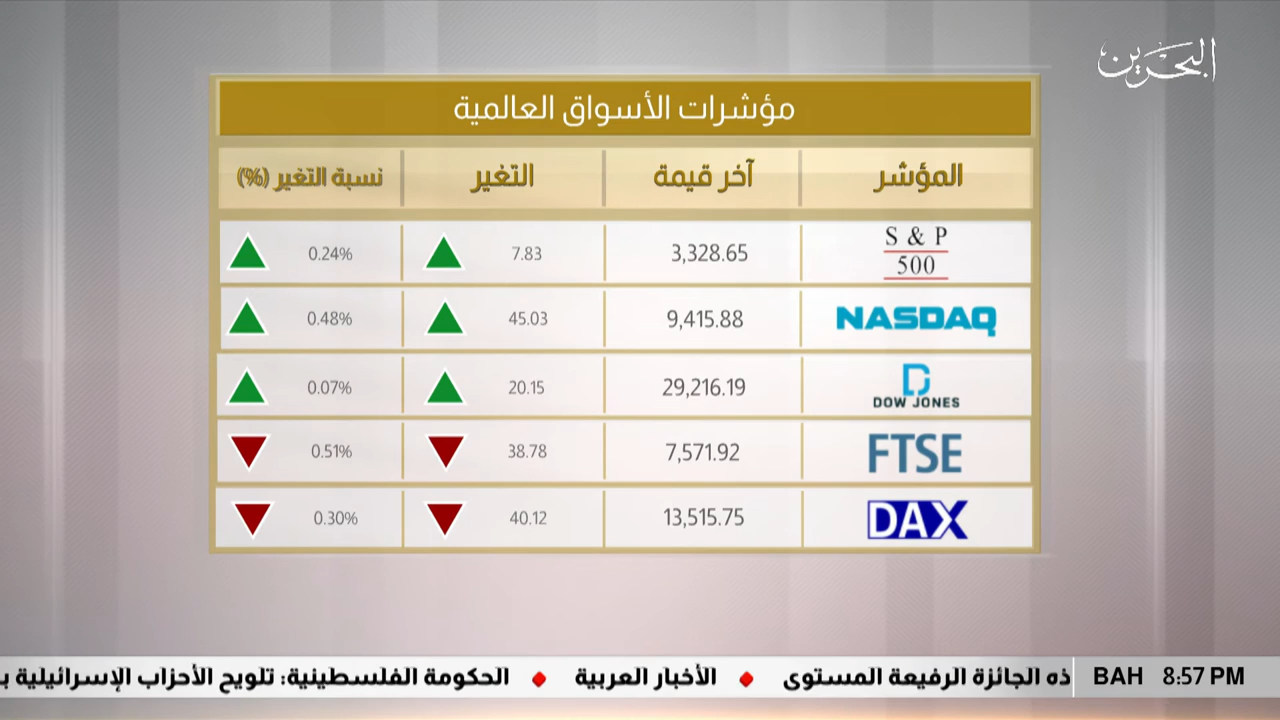 البحرين
مؤشرات الأسواق العالمية
المؤشر آخر قيمة التغير نسبة التغير (%)
S & P
500
3,328.65 7.83 0.24%
NASDAQ 9,415.88 45.03 0.48%
DOW JONES 29,216.19 20.15 0.07%
FTSE 7,571.92 38.78 0.51%
DAX 13,515.75 40.12 0.30%
BAH 8:57 PM
ذه الجائزة الرفيعة المستوى الأخبار العربية الحكومة الفلسطينية: تلويح الأحزاب الإسرائيلية ب